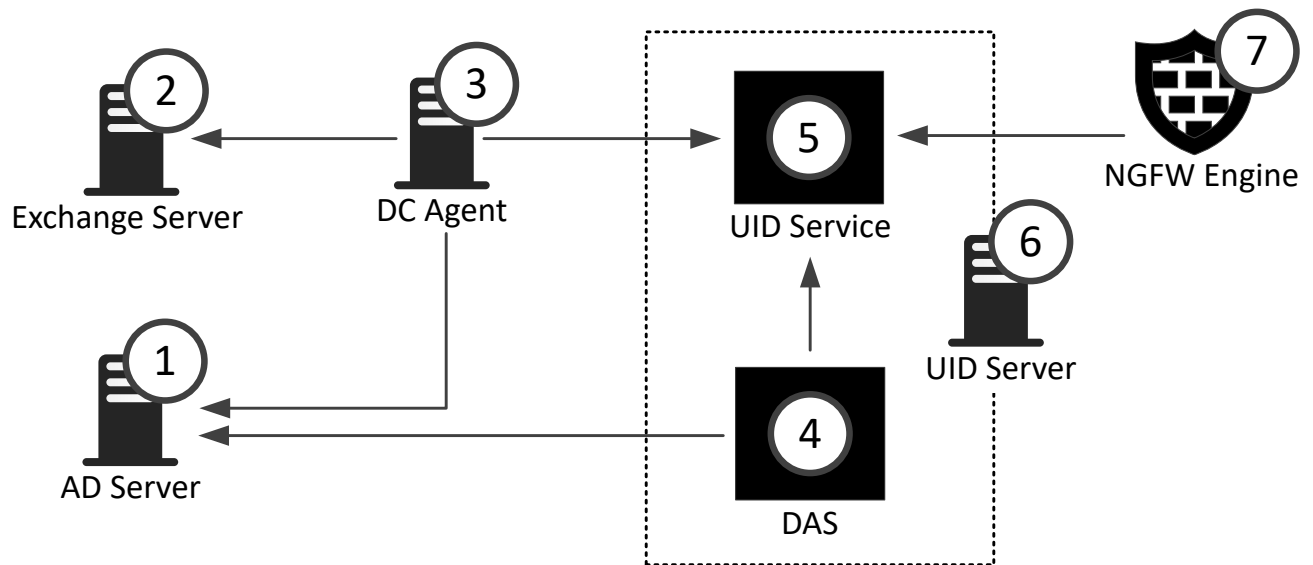 2
Exchange Server
3
DC Agent
5
UID Service
7
NGFW Engine
6
UID Server
1
AD Server
4
DAS